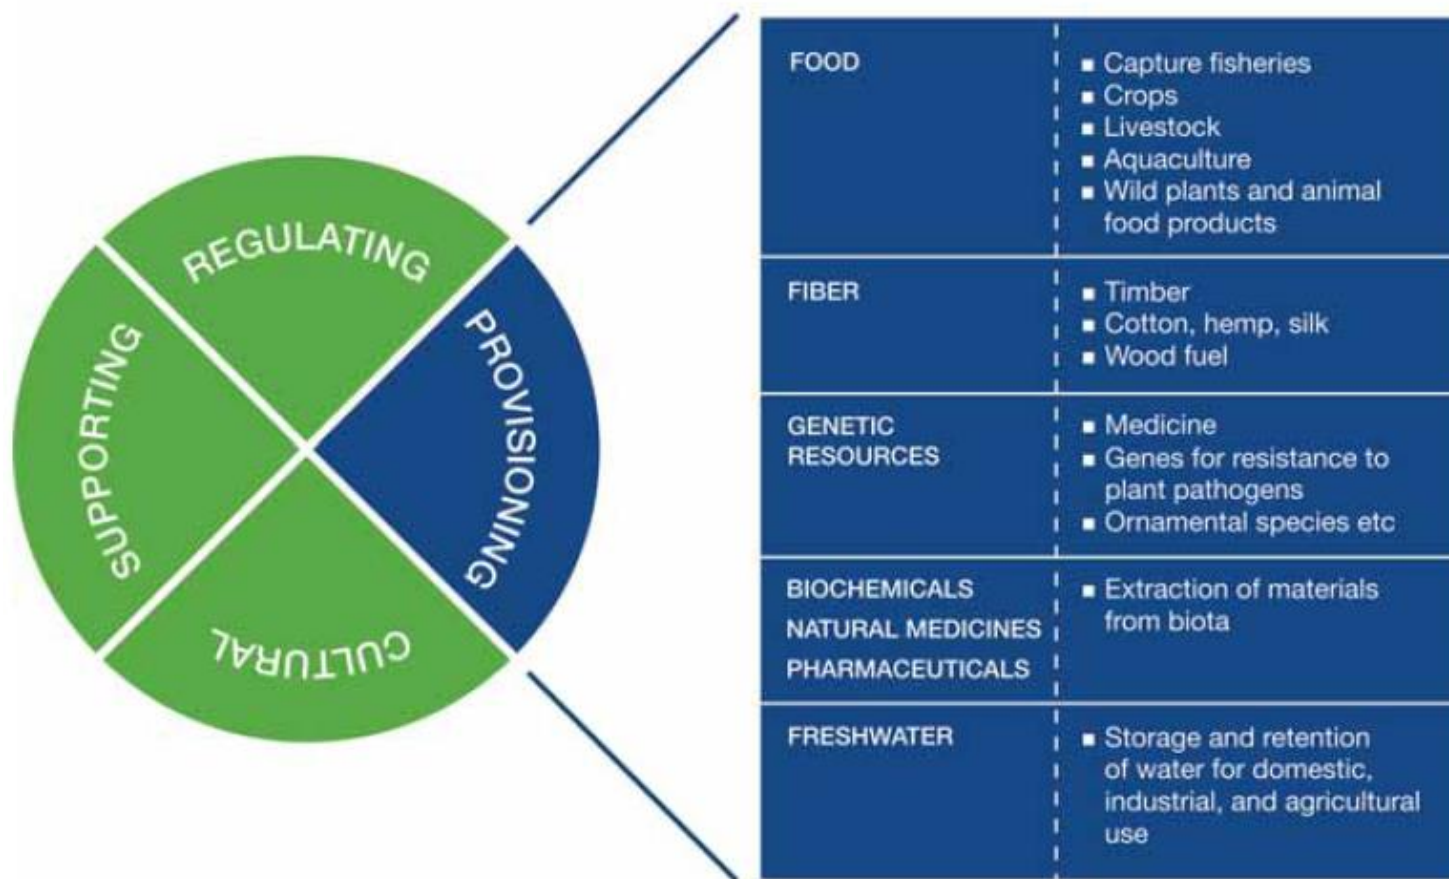 REGULATING
SUPPORTING
PROVISIONING
CULTURAL
FOOD
▪ Capture fisheries
▪ Crops
▪ Livestock
▪ Aquaculture
▪ Wild plants and animal
food products
FIBER
▪ Timber
▪ Cotton, hemp, silk
▪ Wood fuel
GENETIC
RESOURCES
▪ Medicine
▪ Genes for resistance to
plant pathogens
▪ Ornamental species etc
BIOCHEMICALS
NATURAL MEDICINES
PHARMACEUTICALS
▪ Extraction of materials
from biota
FRESHWATER
▪ Storage and retention
of water for domestic,
industrial, and agricultural
use